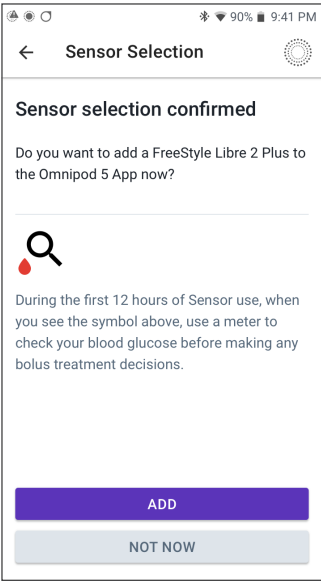 90% 9:41 PM
Sensor Selection
Sensor selection confirmed
Do you want to add a FreeStyle Libre 2 Plus to
the Omnipod 5 App now?
During the first 12 hours of Sensor use, when
you see the symbol above, use a meter to
check your blood glucose before making any
bolus treatment decisions.
ADD
NOT NOW